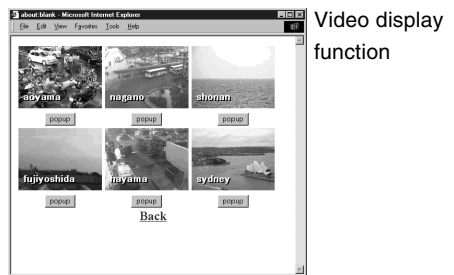 about:blank - Microsoft Internet Explorer
File Edit View Favorites Tools Help
aoyama nagano shonan
popup popup popup
fujiyoshida hayama sydney
popup popup popup
Back
Video display
function